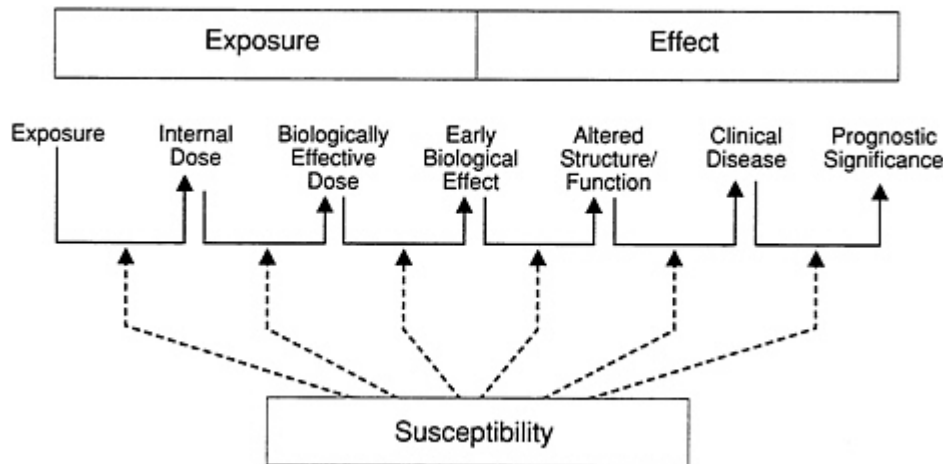 Exposure
Effect
Exposure
Internal
Dose
Biologically
Effective
Dose
Early
Biological
Effect
Altered
Structure/
Function
Clinical
Disease
Prognostic
Significance
Susceptibility